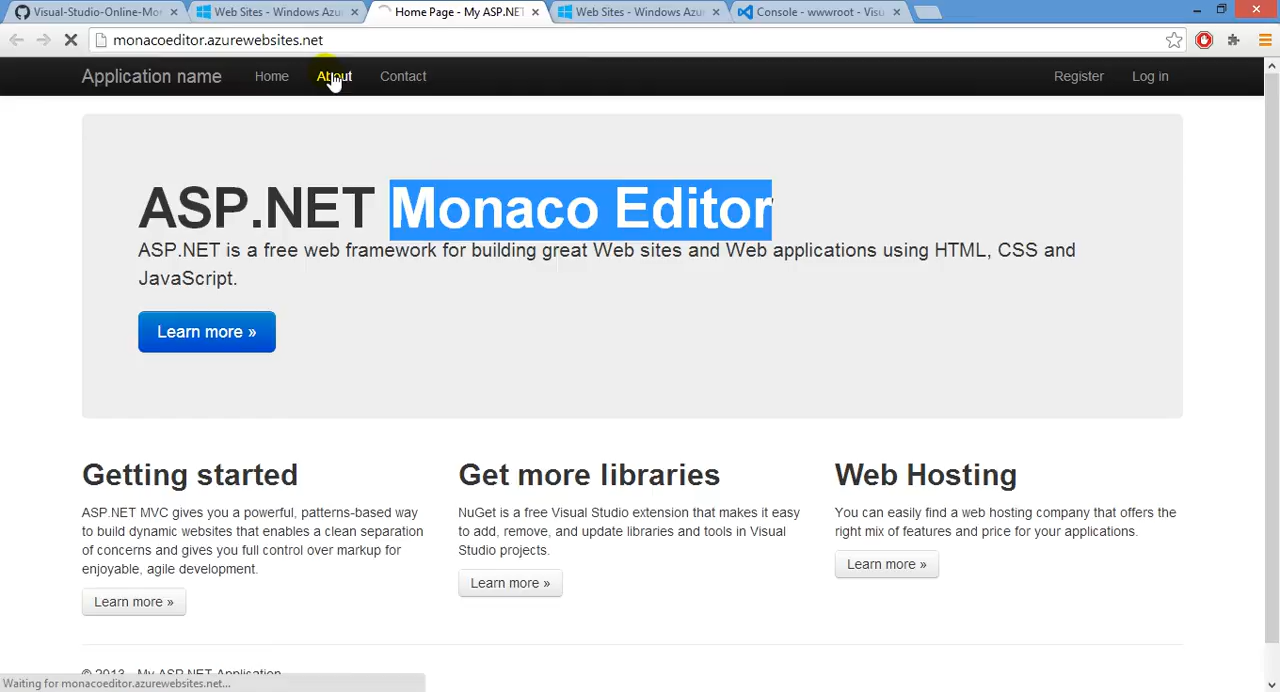 Visual-Studio-Online-Mo
Web Sites - Windows Azu
Home Page - My ASP.NET
Web Sites - Windows Azu
Console - wwwroot - Visu
monacoeditor.azurewebsites.net
Application name
Home
About
Contact
Register
Log in
ASP.NET Monaco Editor
ASP.NET is a free web framework for building great Web sites and Web applications using HTML, CSS and
JavaScript.
Learn more »
Getting started
ASP.NET MVC gives you a powerful, patterns-based way
to build dynamic websites that enables a clean separation
of concerns and gives you full control over markup for
enjoyable, agile development.
Learn more »
Get more libraries
NuGet is a free Visual Studio extension that makes it easy
to add, remove, and update libraries and tools in Visual
Studio projects.
Learn more »
Web Hosting
You can easily find a web hosting company that offers the
right mix of features and price for your applications.
Learn more »
© 2013 - My ASP.NET Application
Waiting for monacoeditor.azurewebsites.net...